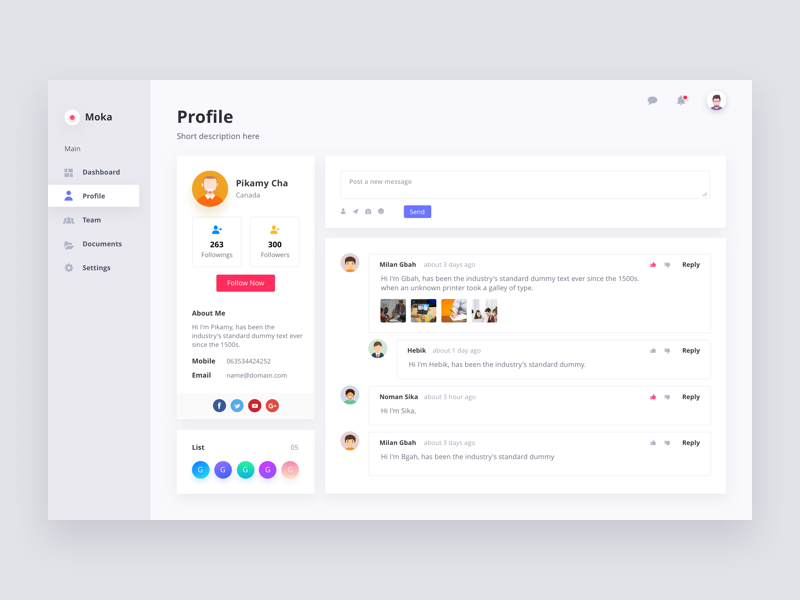 Moka
Main
Dashboard
Profile
Team
Documents
Settings
Profile
Short description here
Pikamy Cha
Canada
263
Followings
300
Followers
Follow Now
About Me
Hi I'm Pikamy, has been the
industry's standard dummy text ever
since the 1500s.
Mobile 063534424252
Email name@domain.com
f
G+
List 05
G G G G G
Post a new message
Send
Milan Gbah about 3 days ago Reply
Hi I'm Gbah, has been the industry's standard dummy text ever since the 1500s.
when an unknown printer took a galley of type.
Hebik about 1 day ago Reply
Hi I'm Hebik, has been the industry's standard dummy.
Noman Sika about 3 hour ago Reply
Hi I'm Sika,
Milan Gbah about 3 days ago Reply
Hi I'm Bgah, has been the industry's standard dummy